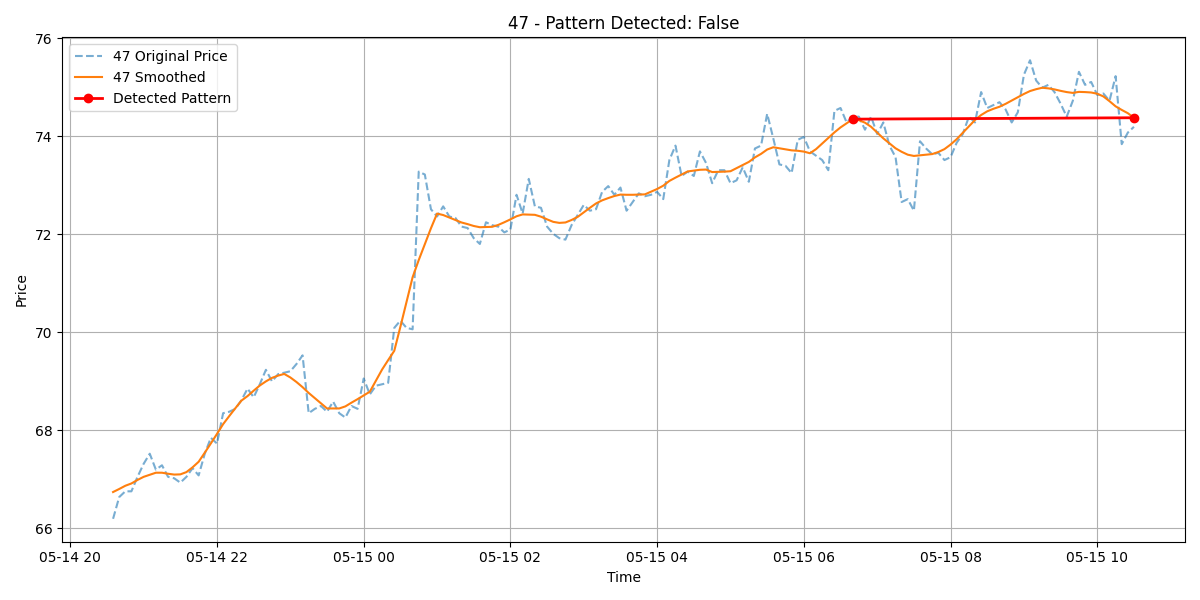 47 - Pattern Detected: False
47 Original Price
47 Smoothed
Detected Pattern
Price
76
74
72
70
68
66
05-14 20
05-14 22
05-15 00
05-15 02
05-15 04
05-15 06
05-15 08
05-15 10
Time